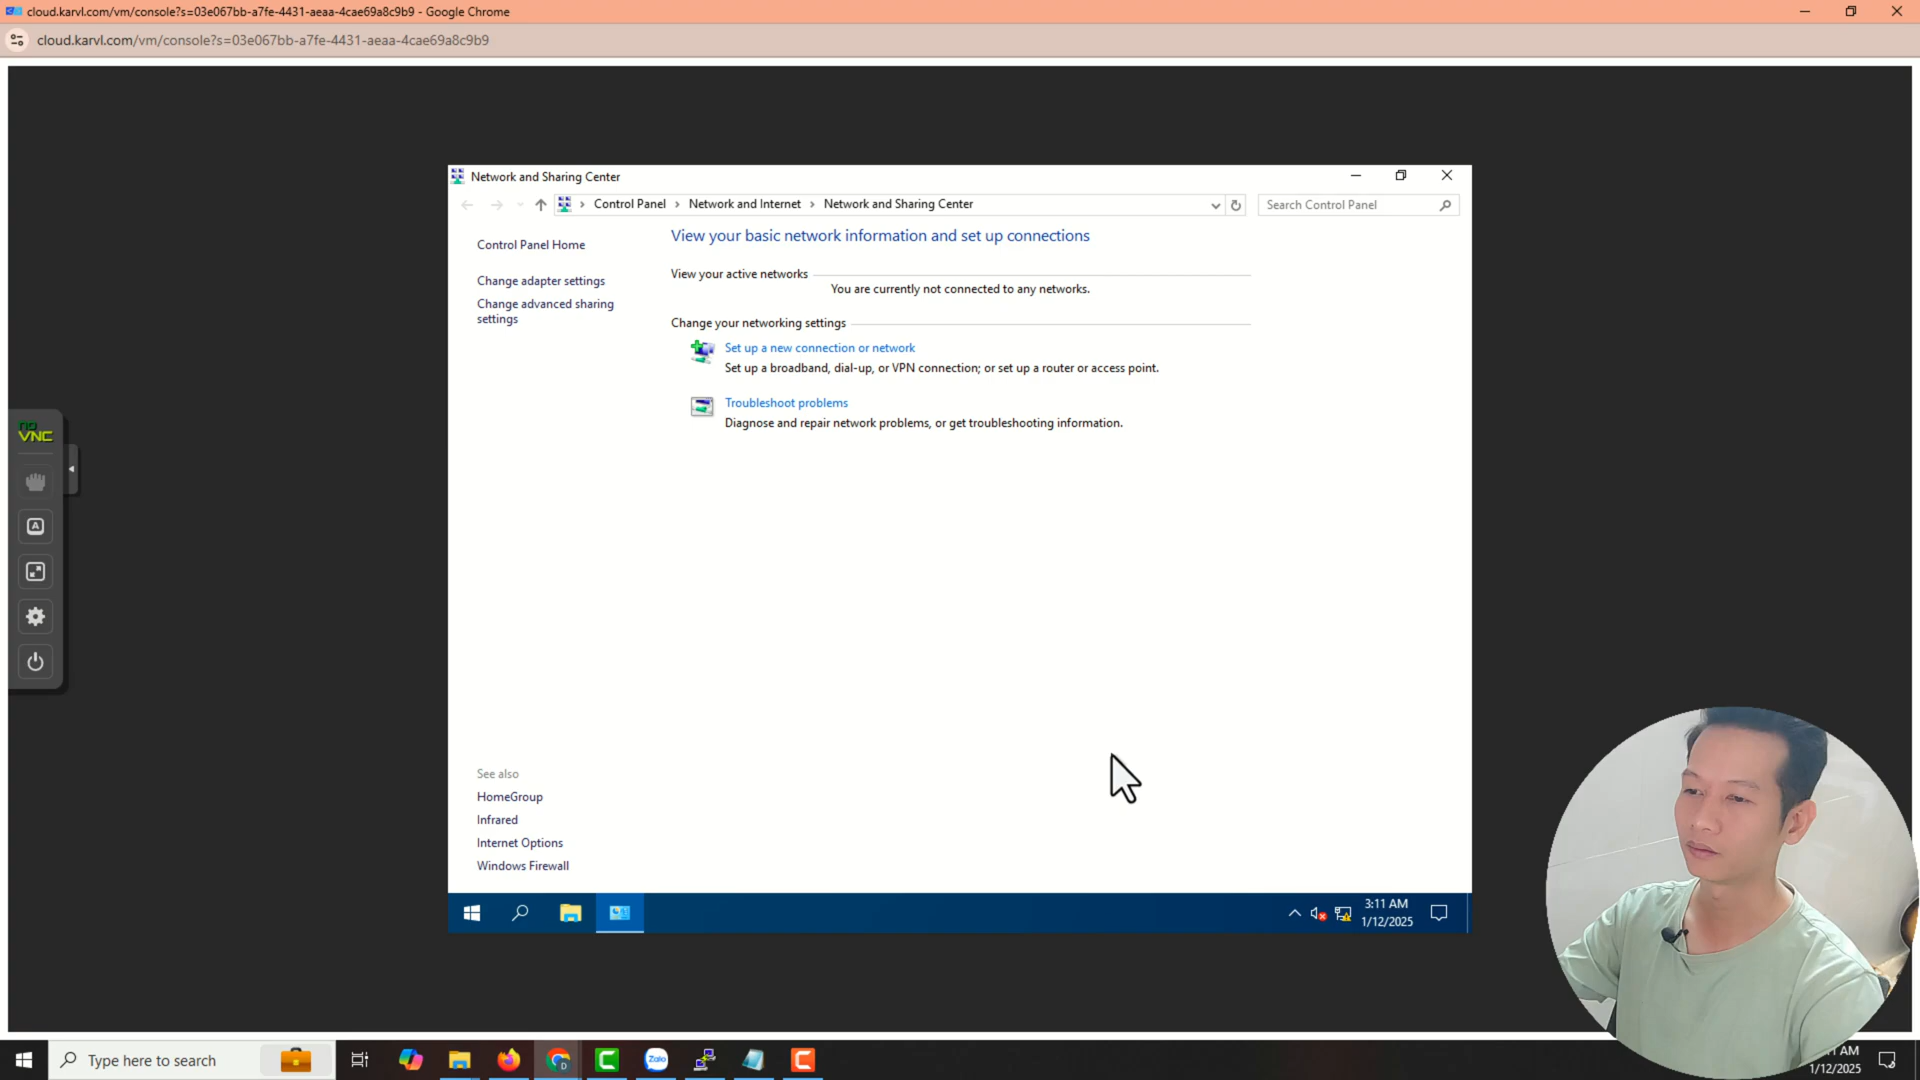 cloud.karvl.com/vm/console?s=03e067bb-a7fe-4431-aeaa-4cae69a8c9b9 - Google Chrome
cloud.karvl.com/vm/console?s=03e067bb-a7fe-4431-aeaa-4cae69a8c9b9
Network and Sharing Center
Control Panel > Network and Internet > Network and Sharing Center
Search Control Panel
Control Panel Home
Change adapter settings
Change advanced sharing
settings
View your basic network information and set up connections
View your active networks
You are currently not connected to any networks.
Change your networking settings
Set up a new connection or network
Set up a broadband, dial-up, or VPN connection; or set up a router or access point.
Troubleshoot problems
Diagnose and repair network problems, or get troubleshooting information.
no
VNC
A
See also
HomeGroup
Infrared
Internet Options
Windows Firewall
3:11 AM
1/12/2025
Type here to search
Zalo
AM
1/12/2025